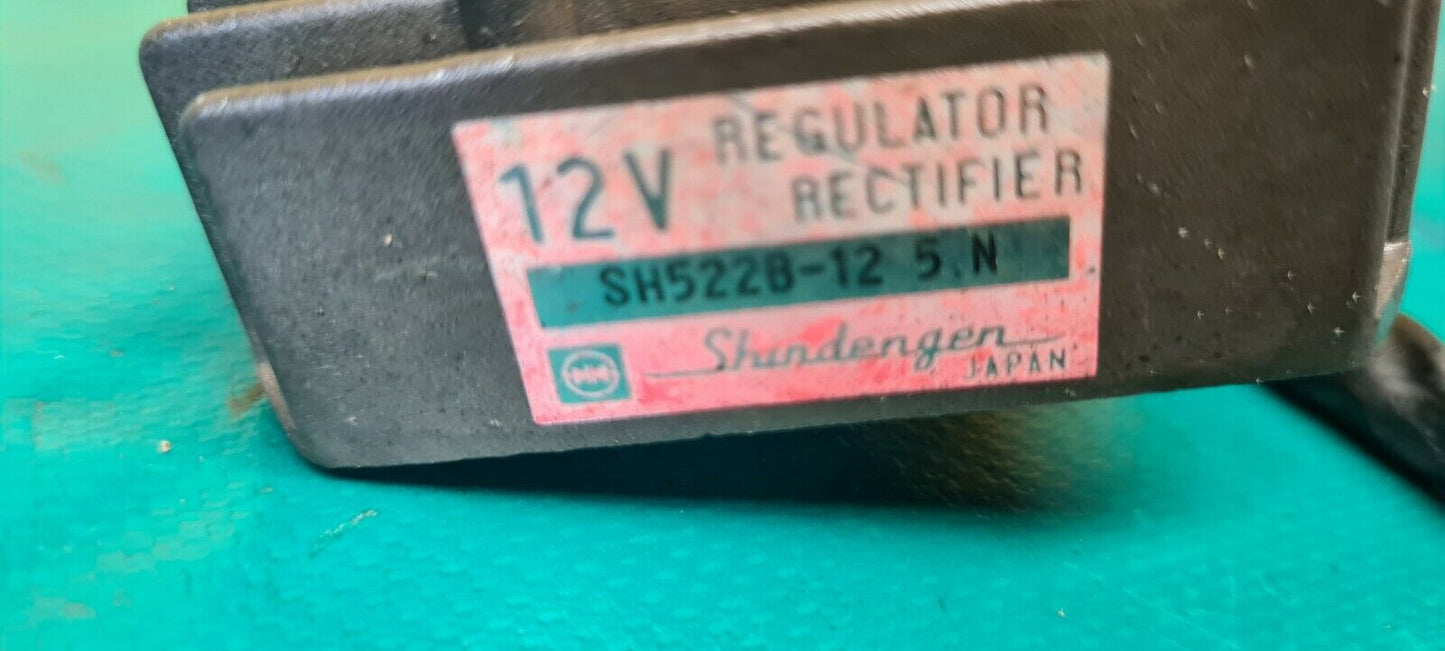 12V REGULATOR
RECTIFIER
SH522B-12 5.N
Shindengen
JAPAN